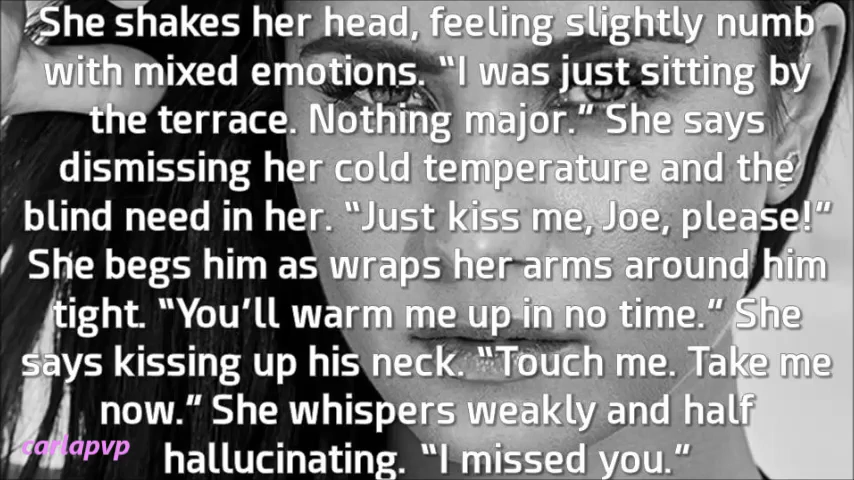 She shakes her head, feeling slightly numb
with mixed emotions. “I was just sitting by
the terrace. Nothing major.” She says
dismissing her cold temperature and the
blind need in her. “Just kiss me, Joe, please!”
She begs him as wraps her arms around him
tight. “You’ll warm me up in no time.” She
says kissing up his neck. “Touch me. Take me
now.” She whispers weakly and half
carlapvp
hallucinating. “I missed you.”